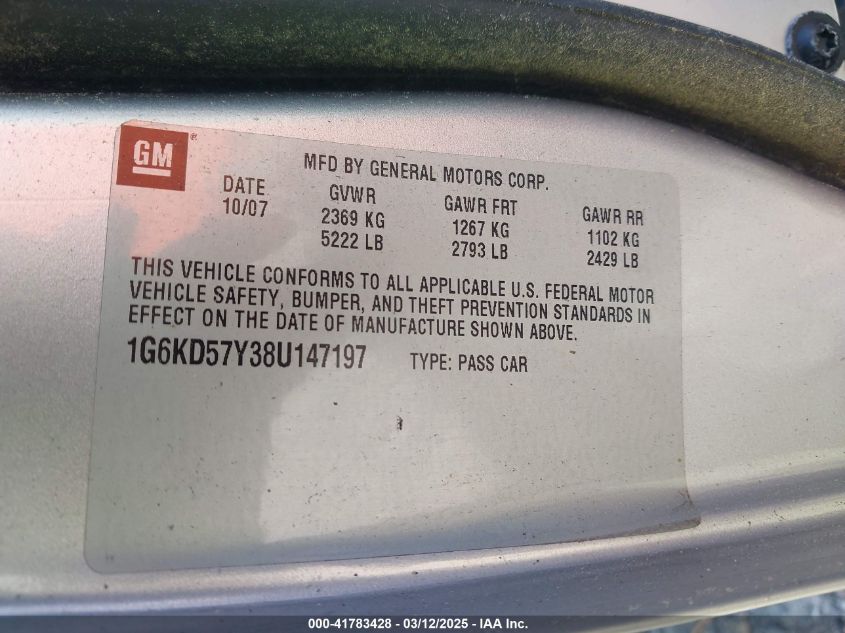 GM ®
MFD BY GENERAL MOTORS CORP.
DATE GVWR GAWR FRT GAWR RR
10/07 2369 KG 1267 KG 1102 KG
5222 LB 2793 LB 2429 LB
THIS VEHICLE CONFORMS TO ALL APPLICABLE U.S. FEDERAL MOTOR
VEHICLE SAFETY, BUMPER, AND THEFT PREVENTION STANDARDS IN
EFFECT ON THE DATE OF MANUFACTURE SHOWN ABOVE.
1G6KD57Y38U147197 TYPE: PASS CAR
000-41783428 - 03/12/2025 - IAA Inc.